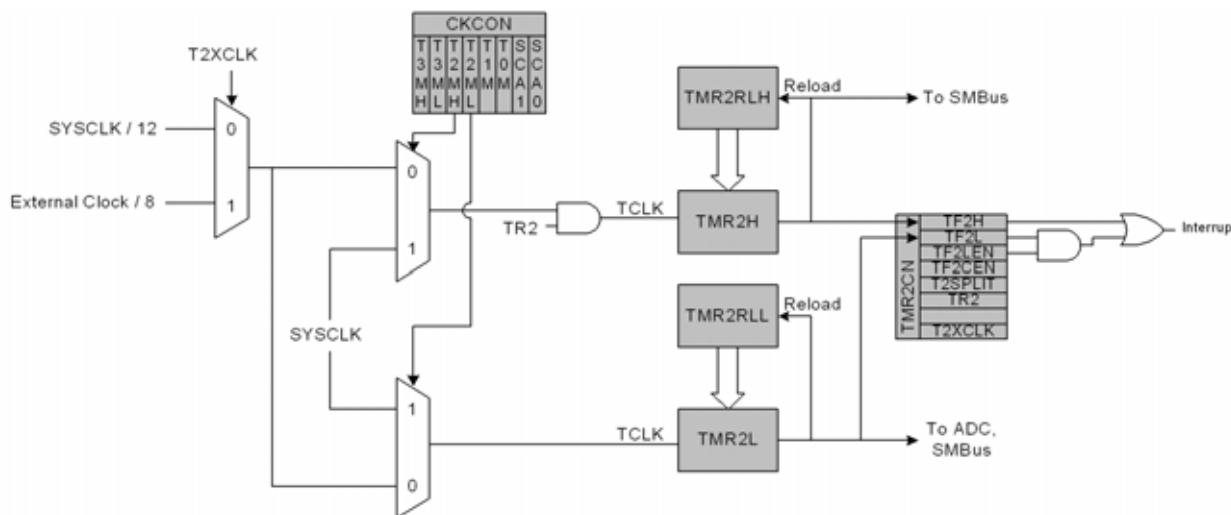 CKCON
T3MH
T3ML
T2MH
T2ML
T1M
T0M
SCA1
SCA0
T2XCLK
SYSCLK / 12
0
External Clock / 8
1
0
1
SYSCLK
1
0
TR2
TCLK
TMR2RLH
Reload
To SMBus
TMR2H
TMR2RLL
Reload
TCLK
TMR2L
To ADC,
SMBus
TMR2CN
TF2H
TF2L
TF2LEN
TF2CEN
T2SPLIT
TR2
T2XCLK
Interrup